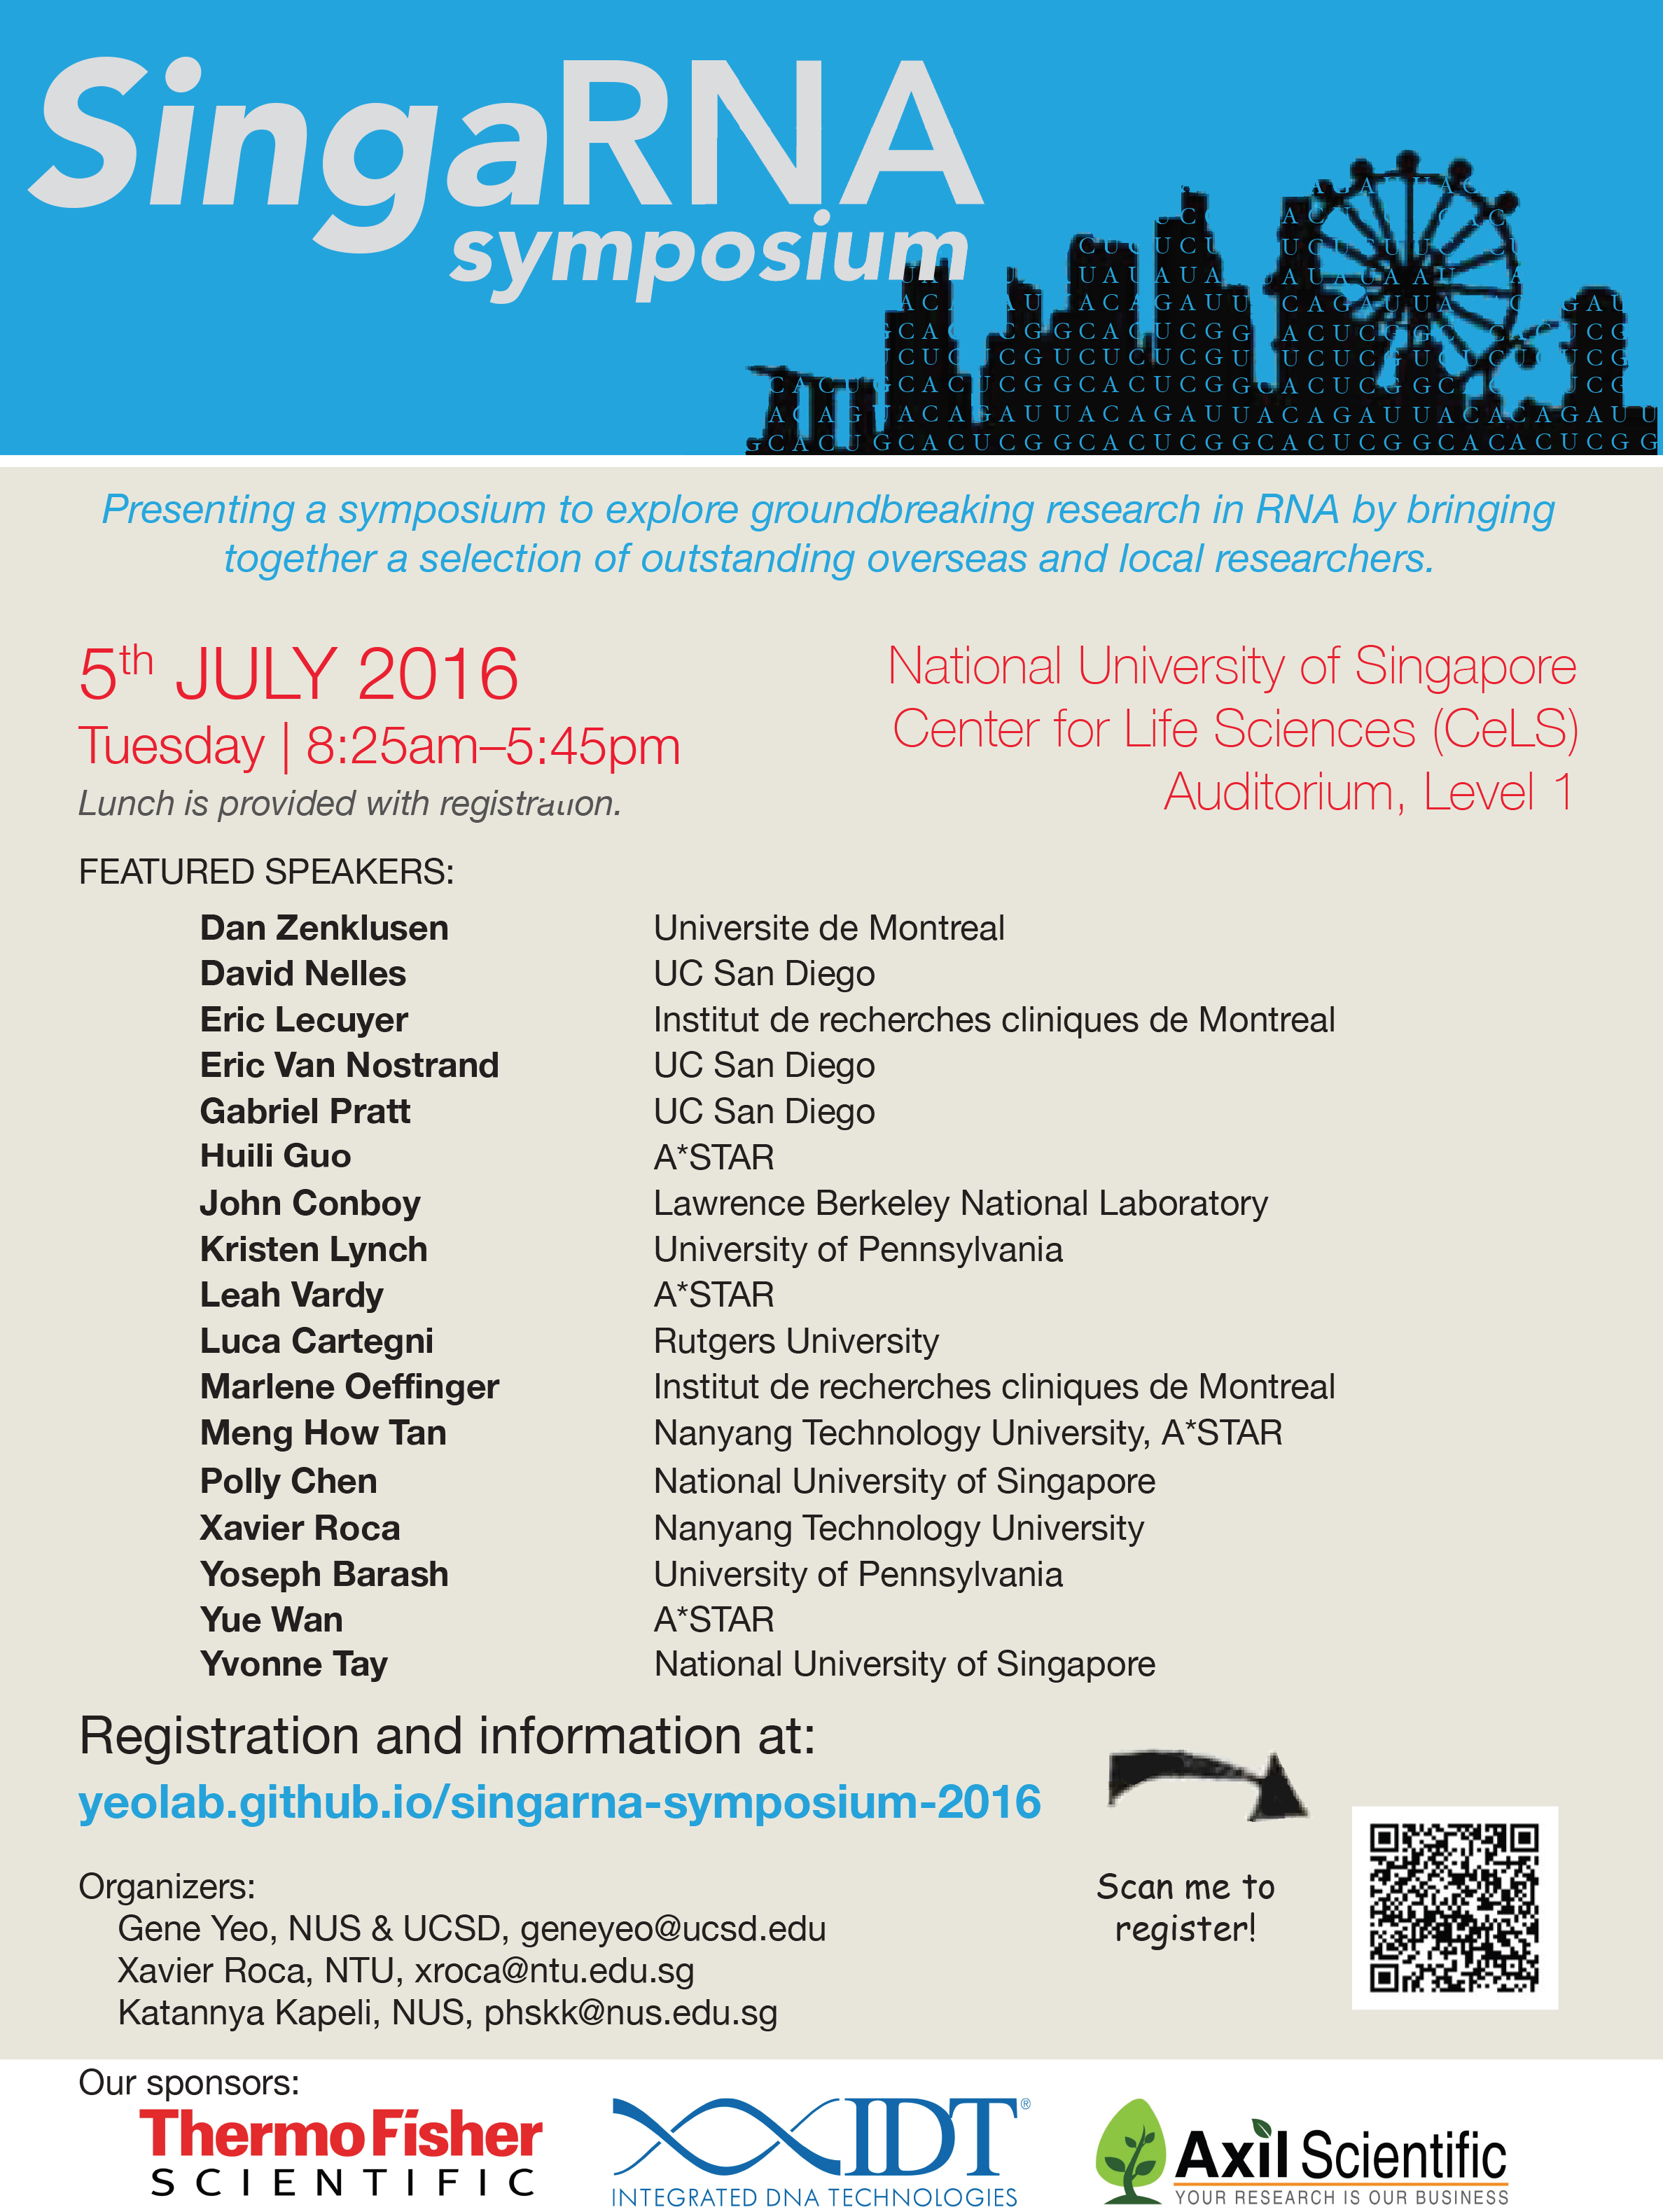 SingaRNA
symposium
Presenting a symposium to explore groundbreaking research in RNA by bringing
together a selection of outstanding overseas and local researchers.
5th JULY 2016
Tuesday | 8:25am–5:45pm
Lunch is provided with registration.
National University of Singapore
Center for Life Sciences (CeLS)
Auditorium, Level 1
FEATURED SPEAKERS:
Dan Zenklusen Universite de Montreal
David Nelles UC San Diego
Eric Lecuyer Institut de recherches cliniques de Montreal
Eric Van Nostrand UC San Diego
Gabriel Pratt UC San Diego
Huili Guo A*STAR
John Conboy Lawrence Berkeley National Laboratory
Kristen Lynch University of Pennsylvania
Leah Vardy A*STAR
Luca Cartegni Rutgers University
Marlene Oeffinger Institut de recherches cliniques de Montreal
Meng How Tan Nanyang Technology University, A*STAR
Polly Chen National University of Singapore
Xavier Roca Nanyang Technology University
Yoseph Barash University of Pennsylvania
Yue Wan A*STAR
Yvonne Tay National University of Singapore
Registration and information at:
yeolab.github.io/singarna-symposium-2016
Scan me to
register!
Organizers:
Gene Yeo, NUS & UCSD, geneyeo@ucsd.edu
Xavier Roca, NTU, xroca@ntu.edu.sg
Katannya Kapeli, NUS, phskk@nus.edu.sg
Our sponsors:
ThermoFisher
SCIENTIFIC
IDT®
INTEGRATED DNA TECHNOLOGIES
Axil Scientific
YOUR RESEARCH IS OUR BUSINESS